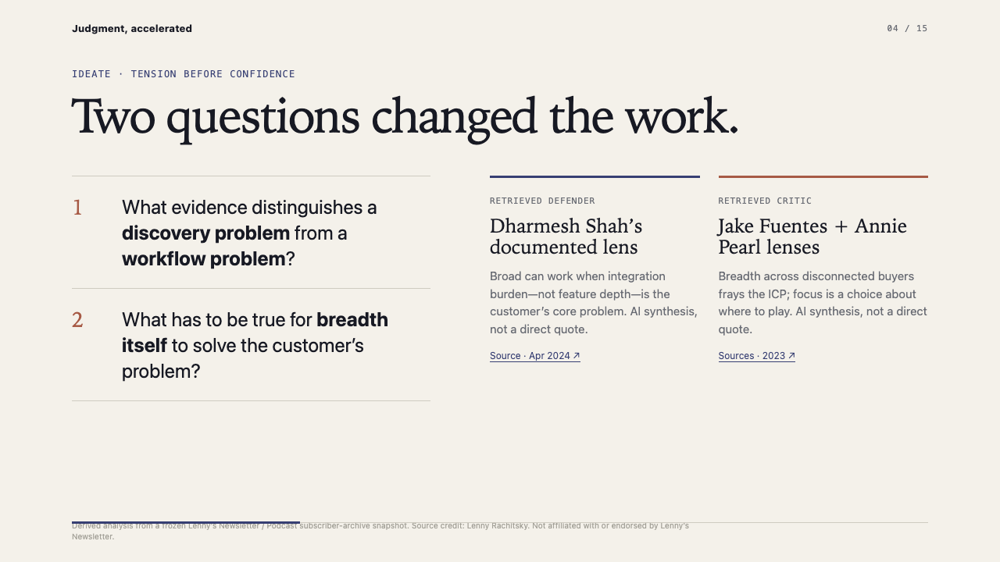 Judgment, accelerated
04 / 15
IDEATE · TENSION BEFORE CONFIDENCE
Two questions changed the work.
1
What evidence distinguishes a
discovery problem from a
workflow problem?
2
What has to be true for breadth
itself to solve the customer’s
problem?
RETRIEVED DEFENDER
Dharmesh Shah’s
documented lens
Broad can work when integration
burden—not feature depth—is the
customer’s core problem. AI synthesis,
not a direct quote.
Source · Apr 2024 ↗
RETRIEVED CRITIC
Jake Fuentes + Annie
Pearl lenses
Breadth across disconnected buyers
frays the ICP; focus is a choice about
where to play. AI synthesis, not a direct
quote.
Sources · 2023 ↗
Derived analysis from a frozen Lenny’s Newsletter / Podcast subscriber-archive snapshot. Source credit: Lenny Rachitsky. Not affiliated with or endorsed by Lenny’s
Newsletter.